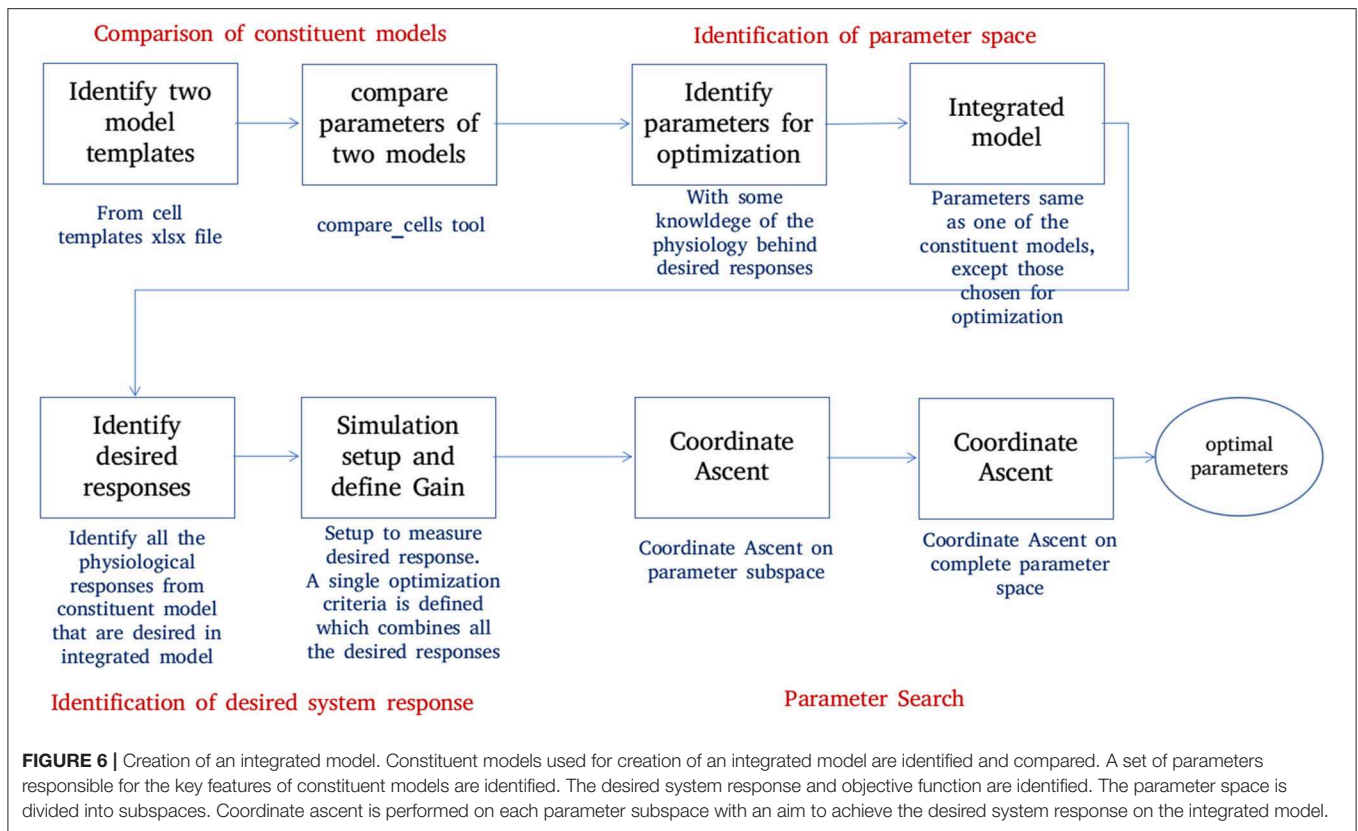 Comparison of constituent models
Identification of parameter space
Identify two
model
templates
compare
parameters of
two models
Identify
parameters for
optimization
Integrated
model
From cell
templates xlsx file
compare_cells tool
With some
knowldege of the
physiology behind
desired responses
Parameters same
as one of the
constituent models,
except those
chosen for
optimization
Identify
desired
responses
Simulation
setup and
define Gain
Coordinate
Ascent
Coordinate
Ascent
optimal
parameters
Identify all the
physiological
responses from
constituent model
that are desired in
integrated model
Setup to measure
desired response.
A single optimization
criteria is defined
which combines all
the desired responses
Coordinate Ascent on
parameter subspace
Coordinate Ascent on
complete parameter
space
Identification of desired system response
Parameter Search
FIGURE 6 | Creation of an integrated model. Constituent models used for creation of an integrated model are identified and compared. A set of parameters
responsible for the key features of constituent models are identified. The desired system response and objective function are identified. The parameter space is
divided into subspaces. Coordinate ascent is performed on each parameter subspace with an aim to achieve the desired system response on the integrated model.